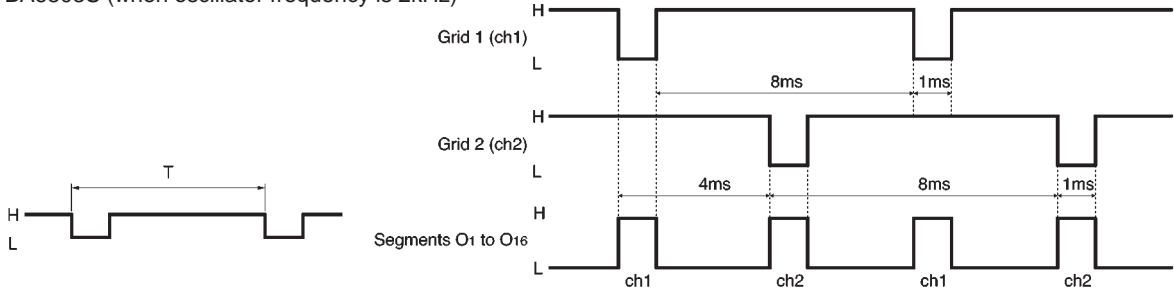 (when oscillator frequency is 2kHz)
H
Grid 1 (ch1)
L
8ms
1ms
H
Grid 2 (ch2)
L
T
4ms
8ms
1ms
H
L
H
Segments O1 to O16
L
ch1
ch2
ch1
ch2